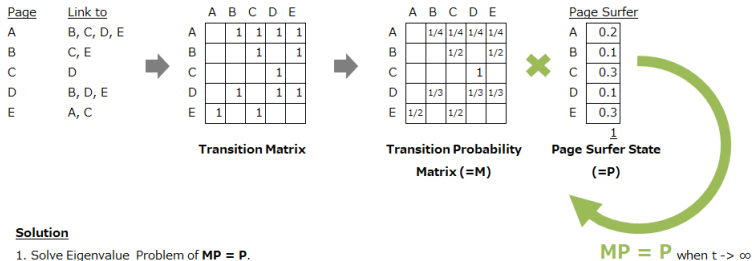 Page Link to
A B, C, D, E
B C, E
C D
D B, D, E
E A, C
A B C D E
A 1 1 1 1
B 1 1
C 1
D 1 1 1
E 1 1
Transition Matrix
A B C D E
A 1/4 1/4 1/4 1/4
B 1/2 1/2
C 1
D 1/3 1/3 1/3
E 1/2 1/2
Transition Probability
Matrix (=M)
Page Surfer
A 0.2
B 0.1
C 0.3
D 0.1
E 0.3
1
Page Surfer State
(=P)
MP = P when t -> ∞
Solution
1. Solve Eigenvalue Problem of MP = P.